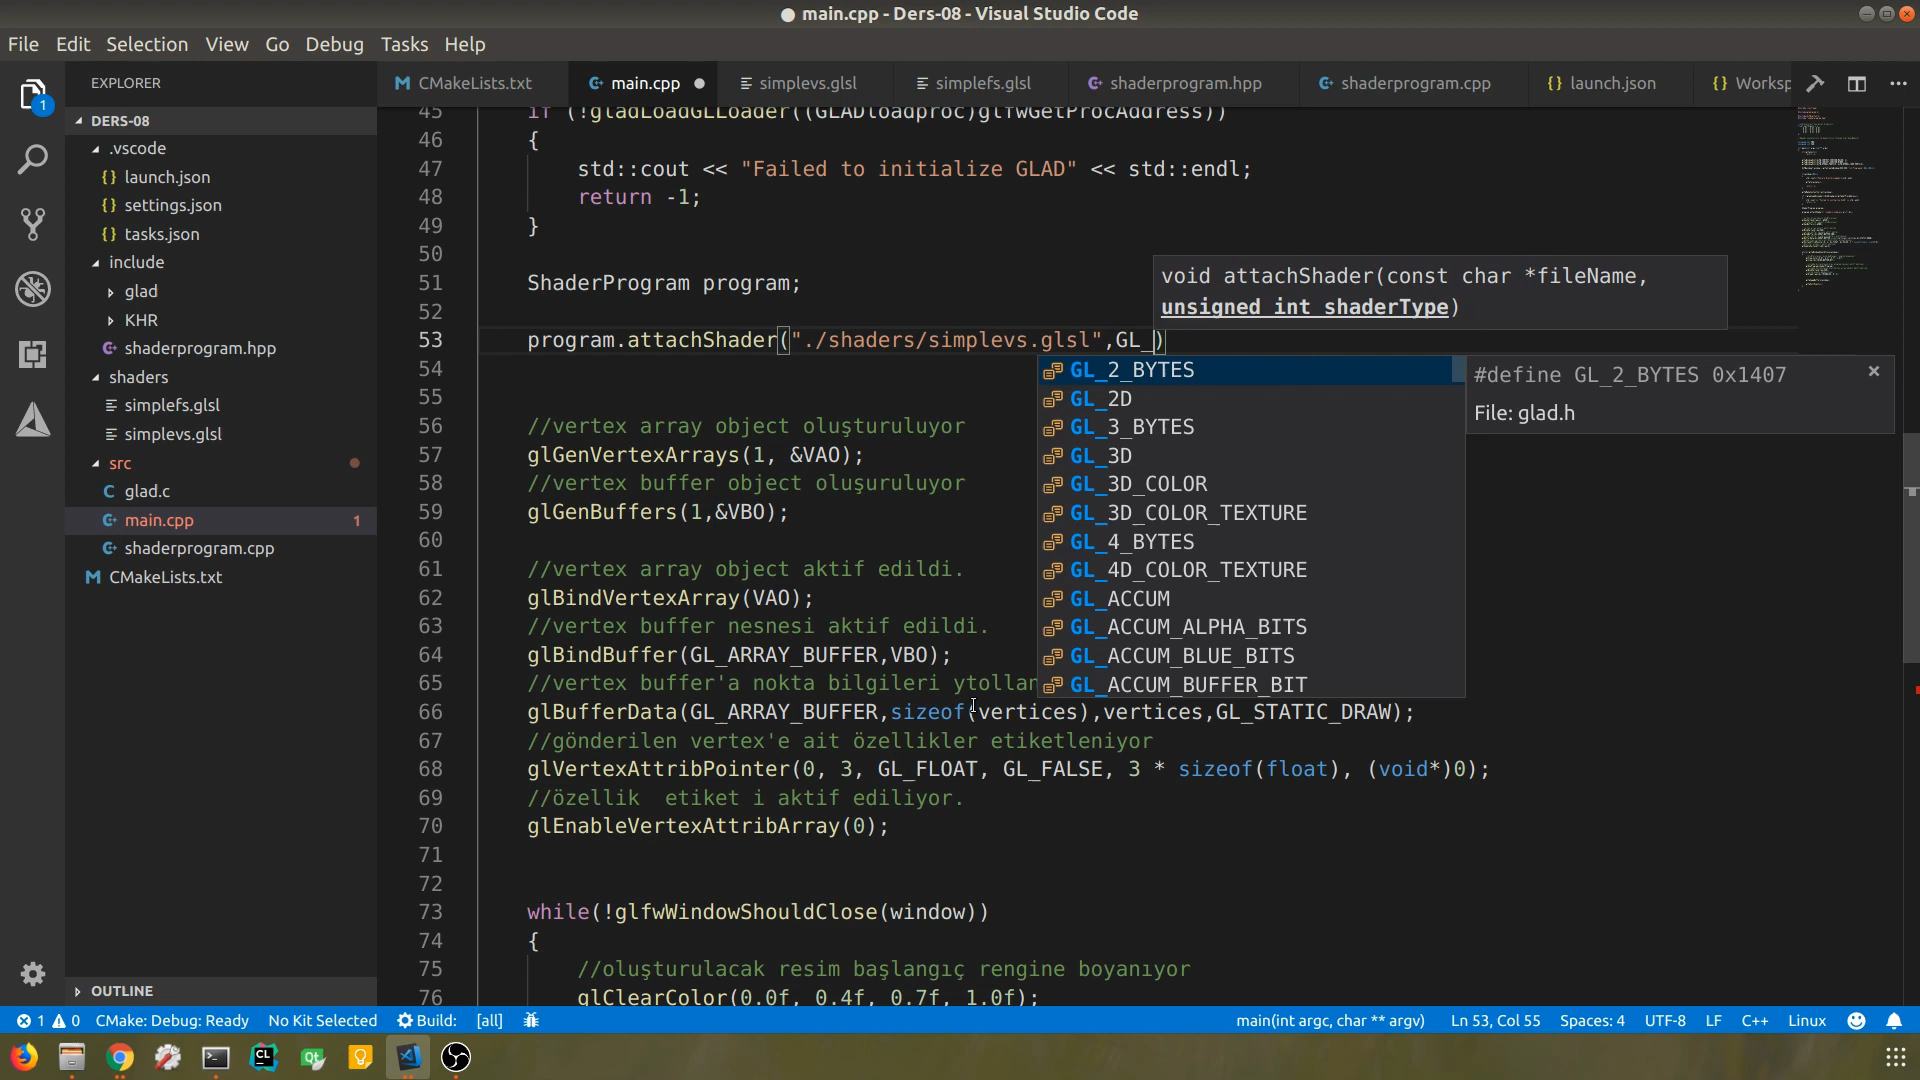 main.cpp - Ders-08 - Visual Studio Code
File Edit Selection View Go Debug Tasks Help
1
EXPLORER
DERS-08
.vscode
{} launch.json
{} settings.json
{} tasks.json
include
glad
KHR
shaderprogram.hpp
shaders
simplefs.glsl
simplevs.glsl
src
C glad.c
main.cpp 1
shaderprogram.cpp
M CMakeLists.txt
OUTLINE
M CMakeLists.txt main.cpp simplevs.glsl simplefs.glsl shaderprogram.hpp shaderprogram.cpp {} launch.json {} Worksp
45 if (!gladLoadGLLoader((GLADloadproc)glfwGetProcAddress))
46 {
47 std::cout << "Failed to initialize GLAD" << std::endl;
48 return -1;
49 }
50
51 ShaderProgram program;
52
53 program.attachShader("./shaders/simplevs.glsl",GL_)
54
55
56 //vertex array object oluşturuluyor
57 glGenVertexArrays(1, &VAO);
58 //vertex buffer object oluşuruluyor
59 glGenBuffers(1,&VBO);
60
61 //vertex array object aktif edildi.
62 glBindVertexArray(VAO);
63 //vertex buffer nesnesi aktif edildi.
64 glBindBuffer(GL_ARRAY_BUFFER,VBO);
65 //vertex buffer'a nokta bilgileri ytollan
66 glBufferData(GL_ARRAY_BUFFER,sizeof(vertices),vertices,GL_STATIC_DRAW);
67 //gönderilen vertex'e ait özellikler etiketleniyor
68 glVertexAttribPointer(0, 3, GL_FLOAT, GL_FALSE, 3 * sizeof(float), (void*)0);
69 //özellik  etiket i aktif ediliyor.
70 glEnableVertexAttribArray(0);
71
72
73 while(!glfwWindowShouldClose(window))
74 {
75 //oluşturulacak resim başlangıç rengine boyanıyor
76 glClearColor(0.0f, 0.4f, 0.7f, 1.0f);
void attachShader(const char *fileName,
unsigned int shaderType)
GL_2_BYTES
GL_2D
GL_3_BYTES
GL_3D
GL_3D_COLOR
GL_3D_COLOR_TEXTURE
GL_4_BYTES
GL_4D_COLOR_TEXTURE
GL_ACCUM
GL_ACCUM_ALPHA_BITS
GL_ACCUM_BLUE_BITS
GL_ACCUM_BUFFER_BIT
#define GL_2_BYTES 0x1407
File: glad.h
1 0 CMake: Debug: Ready No Kit Selected Build: [all] main(int argc, char ** argv) Ln 53, Col 55 Spaces: 4 UTF-8 LF C++ Linux
CL Qt